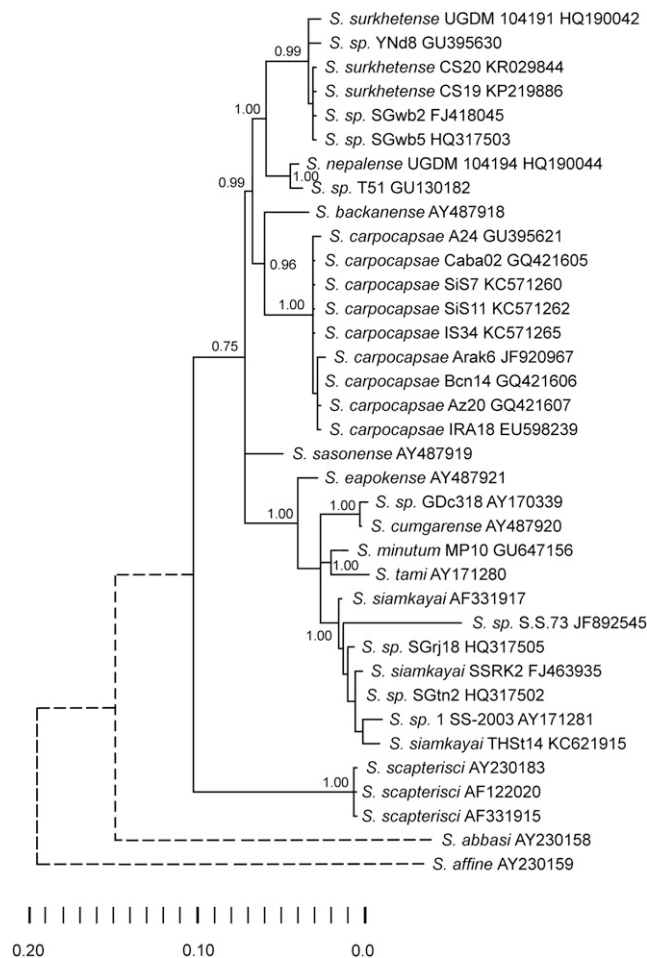 S. surkhetense UGDM 104191 HQ190042
0.99
S. sp. YNd8 GU395630
S. surkhetense CS20 KR029844
S. surkhetense CS19 KP219886
1.00
S. sp. SGwb2 FJ418045
S. sp. SGwb5 HQ317503
S. nepalense UGDM 104194 HQ190044
1.00
0.99
S. sp. T51 GU130182
S. backanense AY487918
S. carpocapsae A24 GU395621
0.96
S. carpocapsae Caba02 GQ421605
S. carpocapsae SiS7 KC571260
1.00
S. carpocapsae SiS11 KC571262
S. carpocapsae IS34 KC571265
0.75
S. carpocapsae Arak6 JF920967
S. carpocapsae Bcn14 GQ421606
S. carpocapsae Az20 GQ421607
S. carpocapsae IRA18 EU598239
S. sasonense AY487919
S. eapokense AY487921
S. sp. GDc318 AY170339
1.00
1.00
S. cumgarense AY487920
S. minutum MP10 GU647156
1.00
S. tami AY171280
S. siamkayai AF331917
S. sp. S.S.73 JF892545
1.00
S. sp. SGrj18 HQ317505
S. siamkayai SSRK2 FJ463935
S. sp. SGtn2 HQ317502
S. sp. 1 SS-2003 AY171281
S. siamkayai THSt14 KC621915
S. scapterisci AY230183
1.00
S. scapterisci AF122020
S. scapterisci AF331915
S. abbasi AY230158
S. affine AY230159
0.20 0.10 0.0